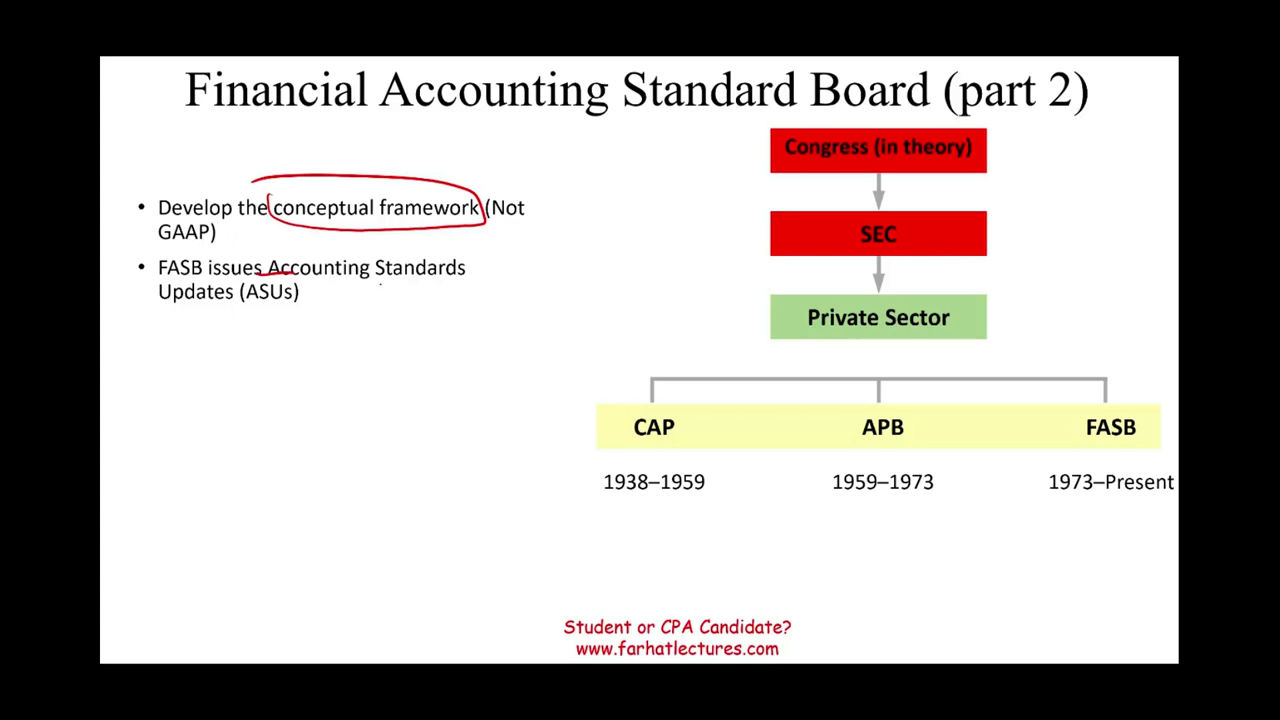 Financial Accounting Standard Board (part 2)
• Develop the conceptual framework (Not
GAAP)
• FASB issues Accounting Standards
Updates (ASUs)
Congress (in theory)
SEC
Private Sector
CAP APB FASB
1938–1959 1959–1973 1973–Present
Student or CPA Candidate?
www.farhatlectures.com